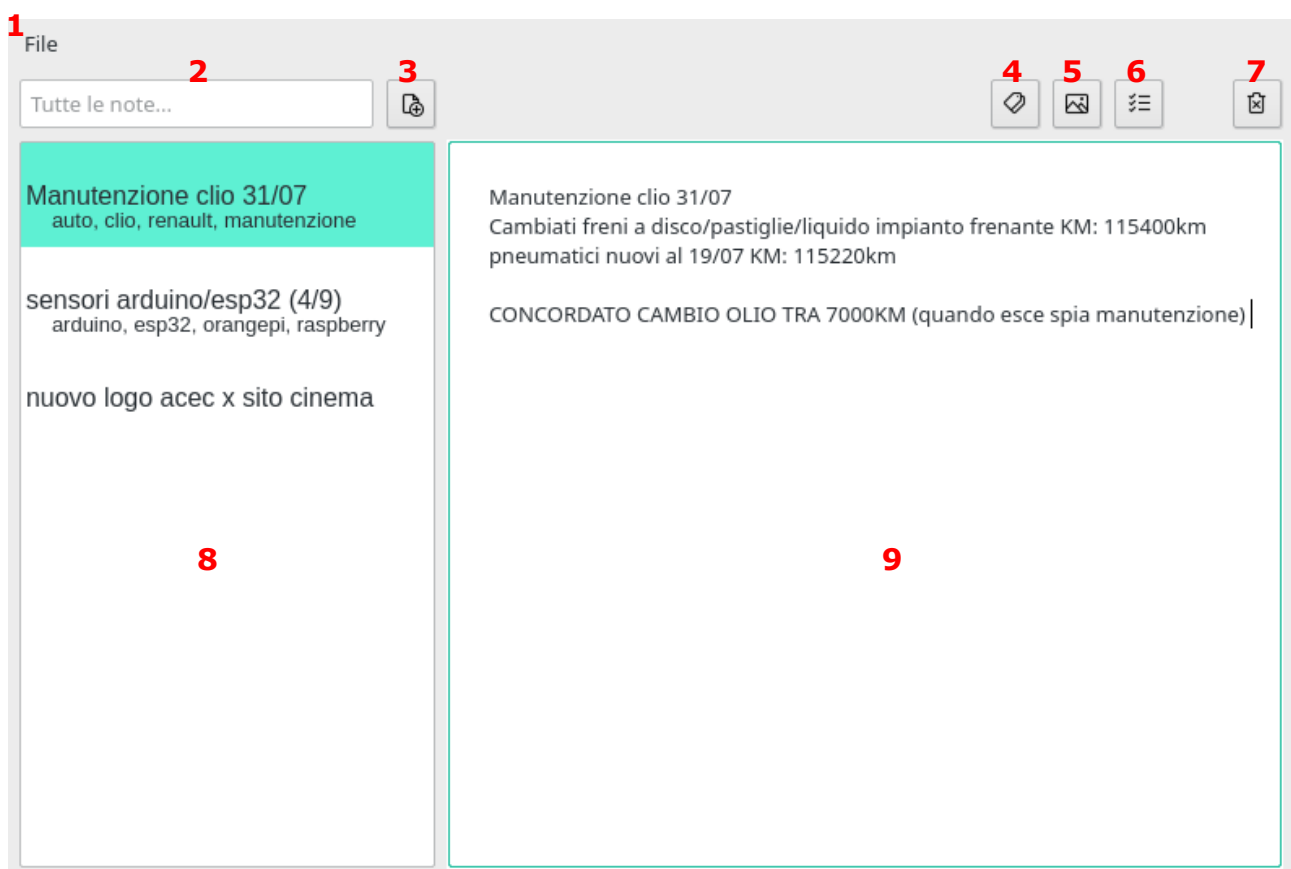 1
File
2
3
4
5
6
7
Tutte le note...
Manutenzione clio 31/07
auto, clio, renault, manutenzione
sensori arduino/esp32 (4/9)
arduino, esp32, orangepi, raspberry
nuovo logo acec x sito cinema
8
Manutenzione clio 31/07
Cambiati freni a disco/pastiglie/liquido impianto frenante KM: 115400km
pneumatici nuovi al 19/07 KM: 115220km
CONCORDATO CAMBIO OLIO TRA 7000KM (quando esce spia manutenzione)
9